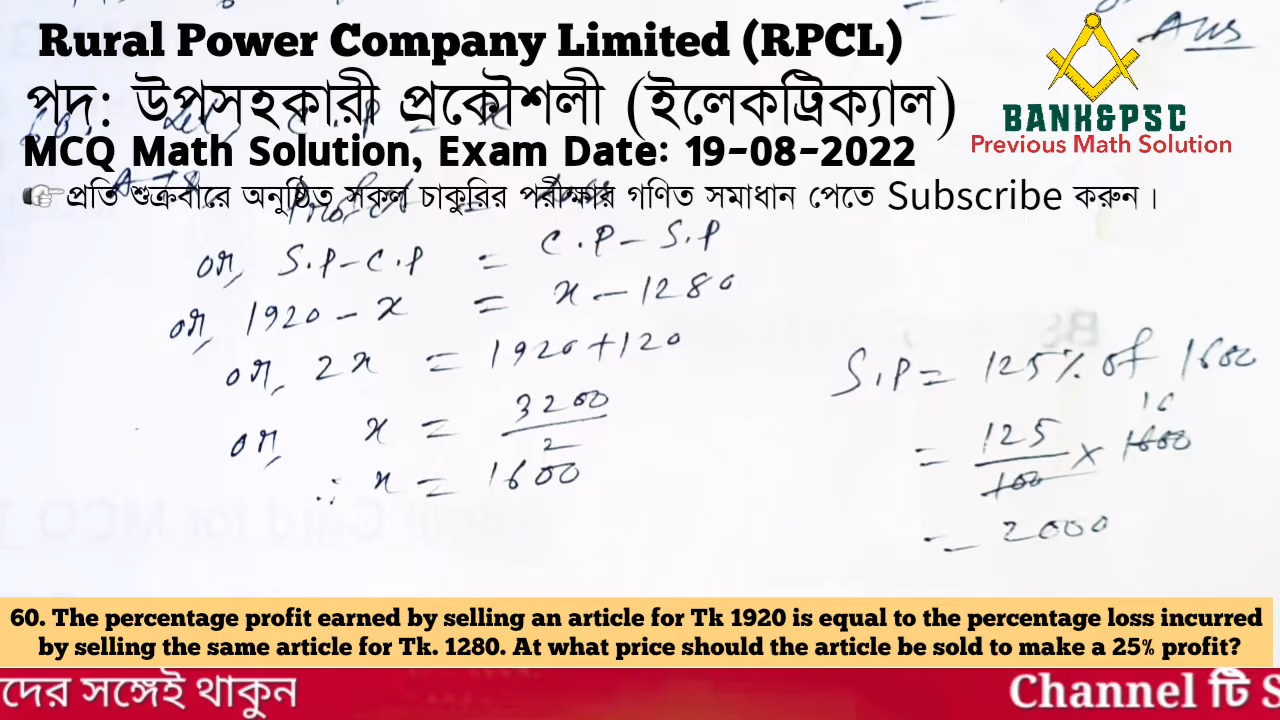 Ans
Rural Power Company Limited (RPCL)
পদ: উপসহকারী প্রকৌশলী (ইলেকট্রিক্যাল)
MCQ Math Solution, Exam Date: 19-08-2022
BANK&PSC
Previous Math Solution
👉 প্রতি শুক্রবারে অনুষ্ঠিত সকল চাকুরির পরীক্ষার গণিত সমাধান পেতে Subscribe করুন।
or, S.P - C.P = C.P - S.P
or, 1920 - x = x - 1280
or, 2x = 1920 + 120
or x = 3200/2
∴ x = 1600
S.P = 125% of 1600
= 125/100 × 1600
16
= 2000
60. The percentage profit earned by selling an article for Tk 1920 is equal to the percentage loss incurred
by selling the same article for Tk. 1280. At what price should the article be sold to make a 25% profit?
দের সঙ্গেই থাকুন
Channel টি S